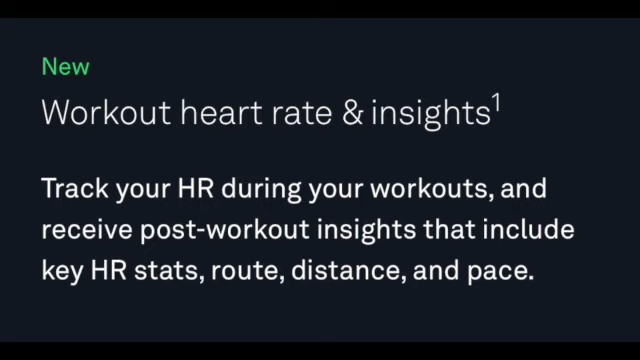 New
Workout heart rate & insights¹
Track your HR during your workouts, and
receive post-workout insights that include
key HR stats, route, distance, and pace.